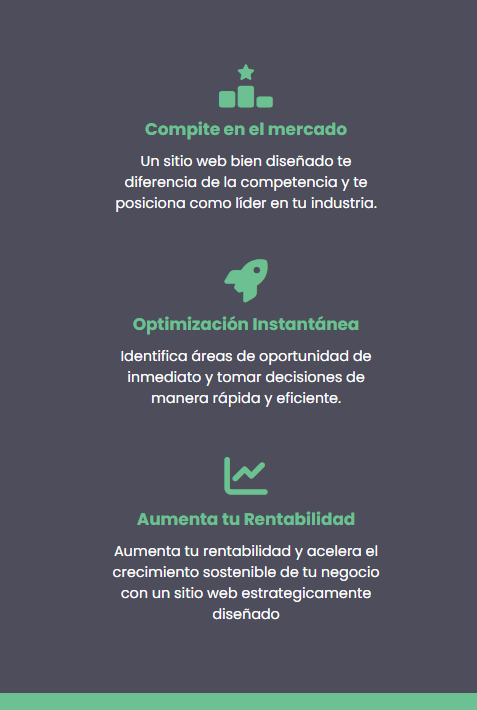 Compite en el mercado
Un sitio web bien diseñado te
diferencia de la competencia y te
posiciona como líder en tu industria.
Optimización Instantánea
Identifica áreas de oportunidad de
inmediato y tomar decisiones de
manera rápida y eficiente.
Aumenta tu Rentabilidad
Aumenta tu rentabilidad y acelera el
crecimiento sostenible de tu negocio
con un sitio web estrategicamente
diseñado